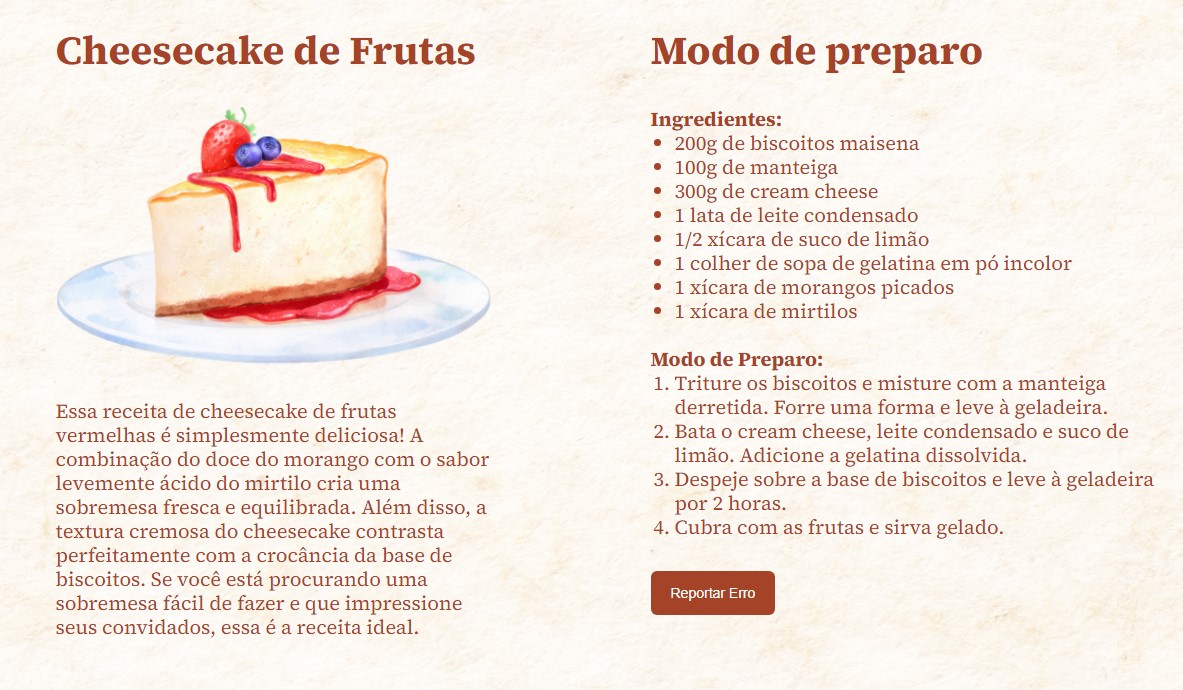 Cheesecake de Frutas
Essa receita de cheesecake de frutas
vermelhas é simplesmente deliciosa! A
combinação do doce do morango com o sabor
levemente ácido do mirtilo cria uma
sobremesa fresca e equilibrada. Além disso, a
textura cremosa do cheesecake contrasta
perfeitamente com a crocância da base de
biscoitos. Se você está procurando uma
sobremesa fácil de fazer e que impressione
seus convidados, essa é a receita ideal.
Modo de preparo
Ingredientes:
• 200g de biscoitos maisena
• 100g de manteiga
• 300g de cream cheese
• 1 lata de leite condensado
• 1/2 xícara de suco de limão
• 1 colher de sopa de gelatina em pó incolor
• 1 xícara de morangos picados
• 1 xícara de mirtilos
Modo de Preparo:
1. Triture os biscoitos e misture com a manteiga
derretida. Forre uma forma e leve à geladeira.
2. Bata o cream cheese, leite condensado e suco de
limão. Adicione a gelatina dissolvida.
3. Despeje sobre a base de biscoitos e leve à geladeira
por 2 horas.
4. Cubra com as frutas e sirva gelado.
Reportar Erro